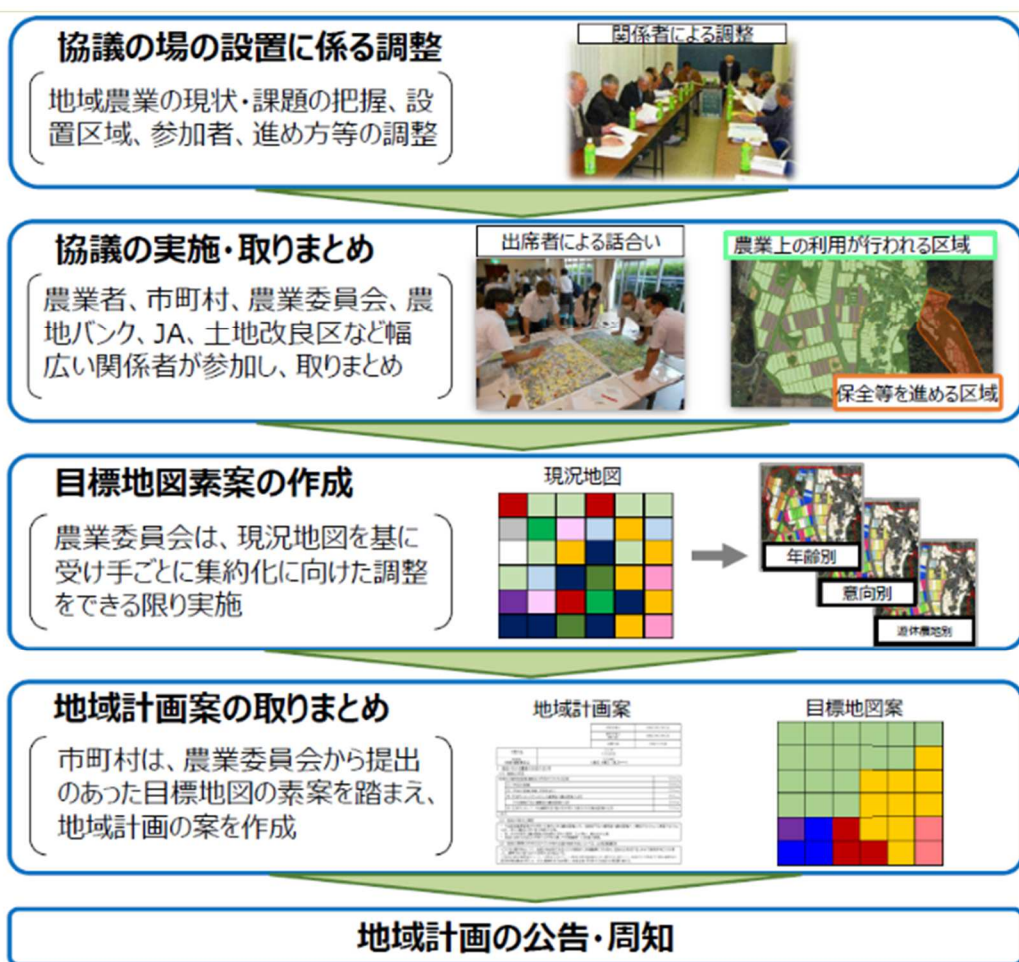 協議の場の設置に係る調整
関係者による調整
地域農業の現状・課題の把握、設
置区域、参加者、進め方等の調整
協議の実施・取りまとめ
出席者による話合い
農業上の利用が行われる区域
農業者、市町村、農業委員会、農
地バンク、JA、土地改良区など幅
広い関係者が参加し、取りまとめ
保全等を進める区域
目標地図素案の作成
現況地図
農業委員会は、現況地図を基に
受け手ごとに集約化に向けた調整
をできる限り実施
年齢別
意向別
遊休農地別
地域計画案の取りまとめ
地域計画案
目標地図案
市町村は、農業委員会から提出
のあった目標地図の素案を踏まえ、
地域計画の案を作成
地域計画の公告・周知